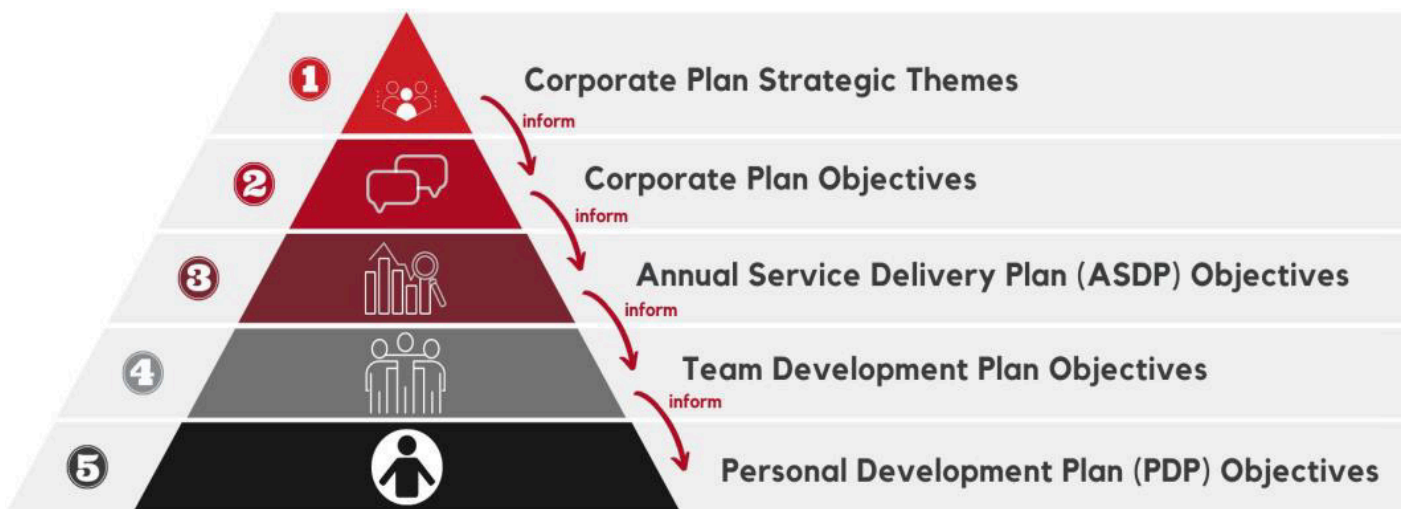 1
Corporate Plan Strategic Themes
inform
2
Corporate Plan Objectives
inform
3
Annual Service Delivery Plan (ASDP) Objectives
inform
4
Team Development Plan Objectives
inform
5
Personal Development Plan (PDP) Objectives